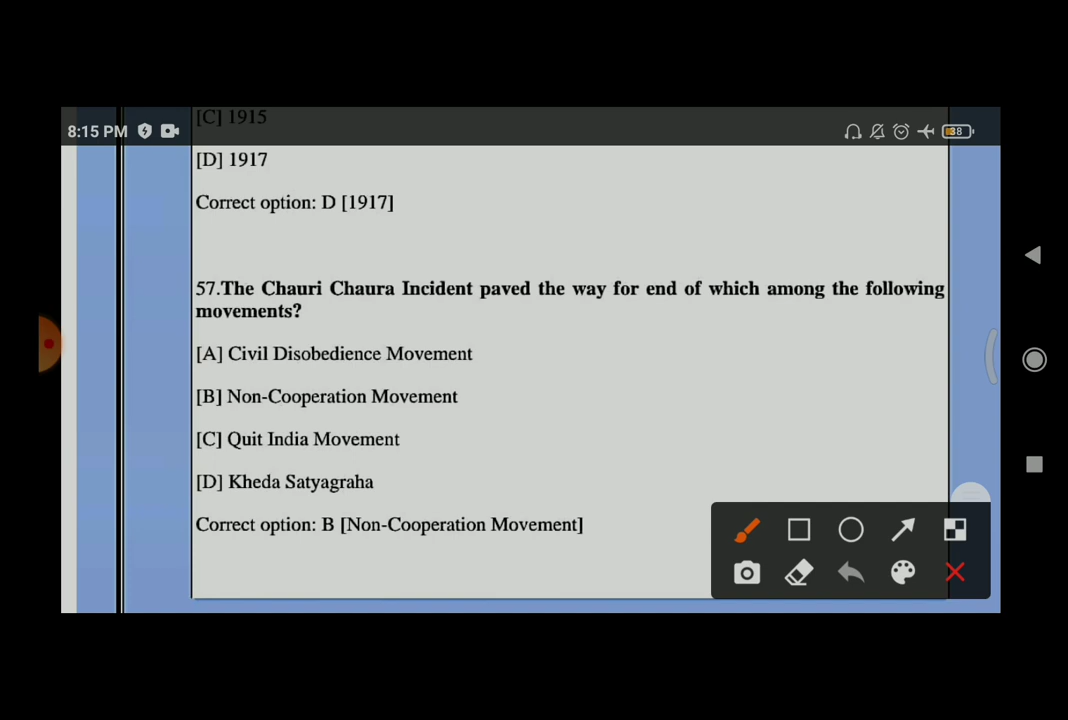 [C] 1915
8:15 PM
38
[D] 1917
Correct option: D [1917]
57.The Chauri Chaura Incident paved the way for end of which among the following
movements?
[A] Civil Disobedience Movement
[B] Non-Cooperation Movement
[C] Quit India Movement
[D] Kheda Satyagraha
Correct option: B [Non-Cooperation Movement]